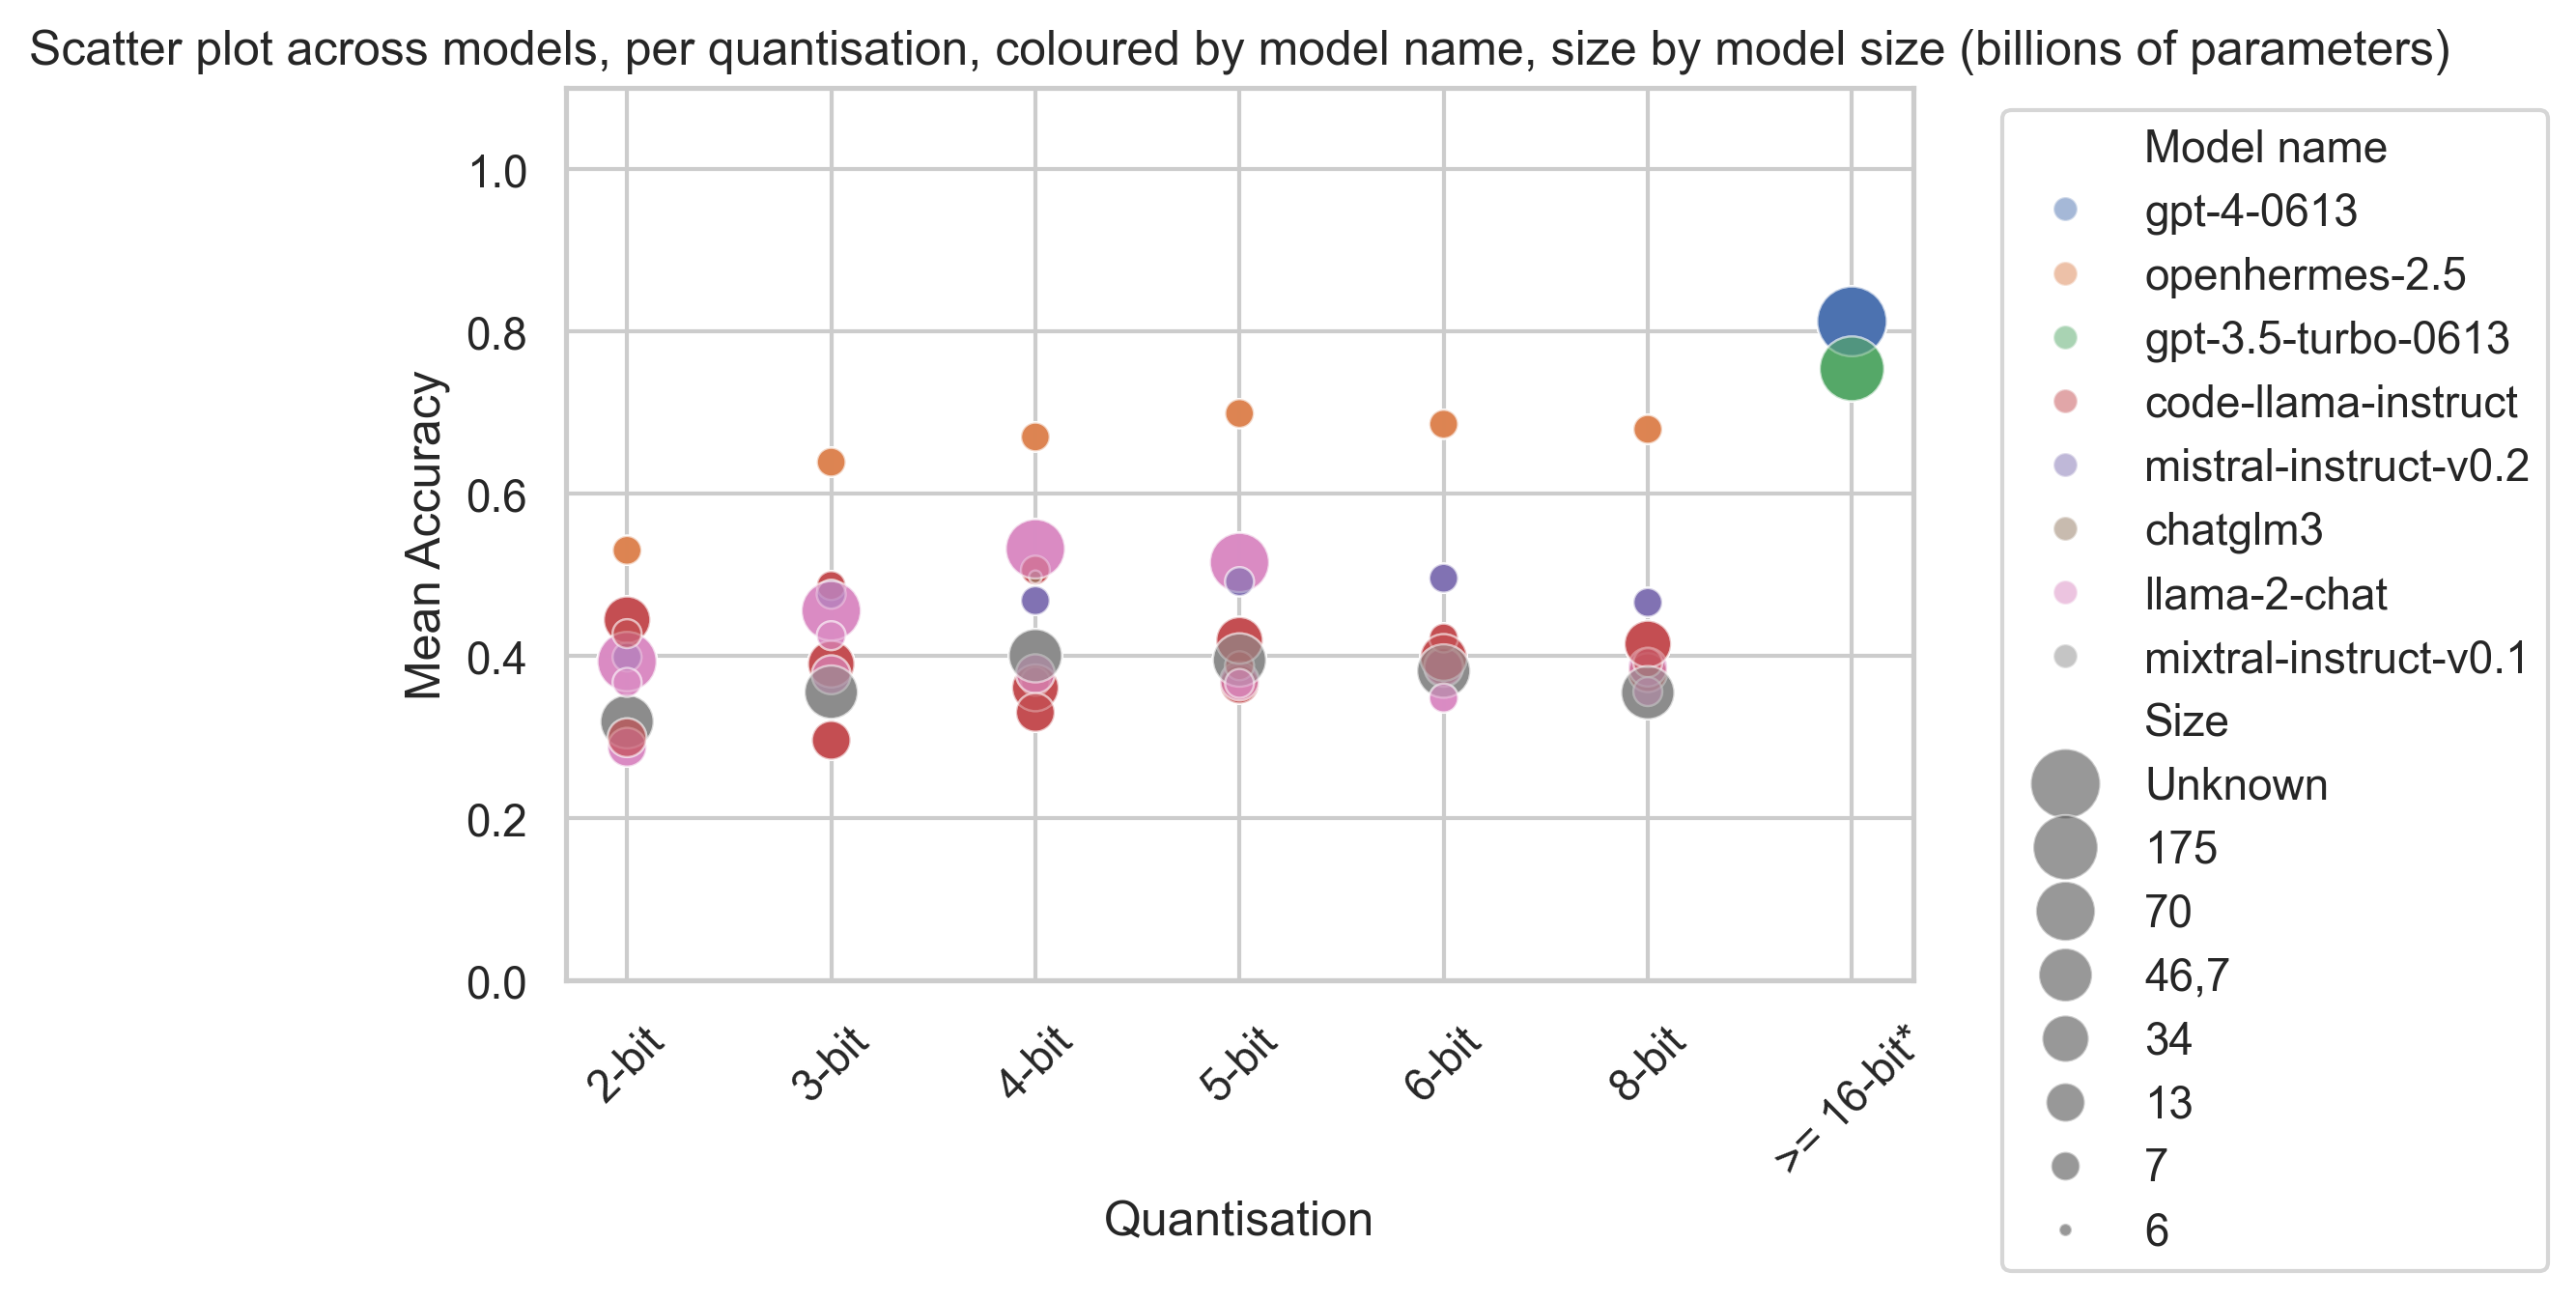 Scatter plot across models, per quantisation, coloured by model name, size by model size (billions of parameters)
Mean Accuracy
1.0
0.8
0.6
0.4
0.2
0.0
2-bit
3-bit
4-bit
5-bit
6-bit
8-bit
>= 16-bit*
Quantisation
Model name
gpt-4-0613
openhermes-2.5
gpt-3.5-turbo-0613
code-llama-instruct
mistral-instruct-v0.2
chatglm3
llama-2-chat
mixtral-instruct-v0.1
Size
Unknown
175
70
46,7
34
13
7
6